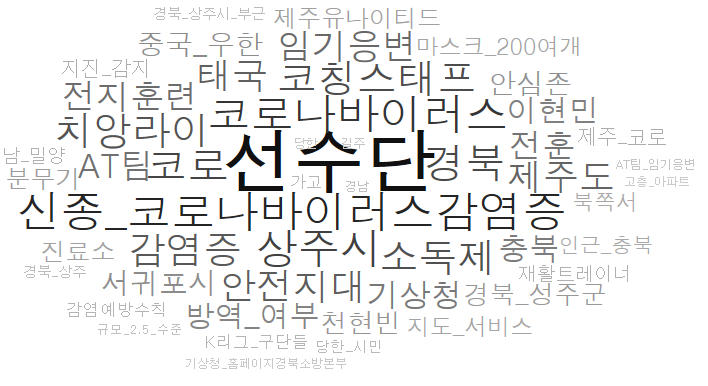 경북_상주시_부근 제주유나이티드
중국_우한 임기응변 마스크_200여개
지진_감지 태국 코칭스태프 안심존
전지훈련 코로나바이러스 이현민
치앙라이 당한 길주 전훈 제주_코로
남_밀양 AT팀 코로 선수단 경북 AT팀_임기응변
분무기 가고 경남 제주도 고층_아파트
신종_코로나바이러스감염증 북쪽서
진료소 감염증 상주시 소독제 충북 인근_충북
경북_상주 재활트레이너
서귀포시 안전지대 기상청 경북_성주군
감염예방수칙 방역_여부 천현빈 지도_서비스
규모_2.5_수준 K리그_구단들 당한_시민
기상청_홈페이지 경북소방본부